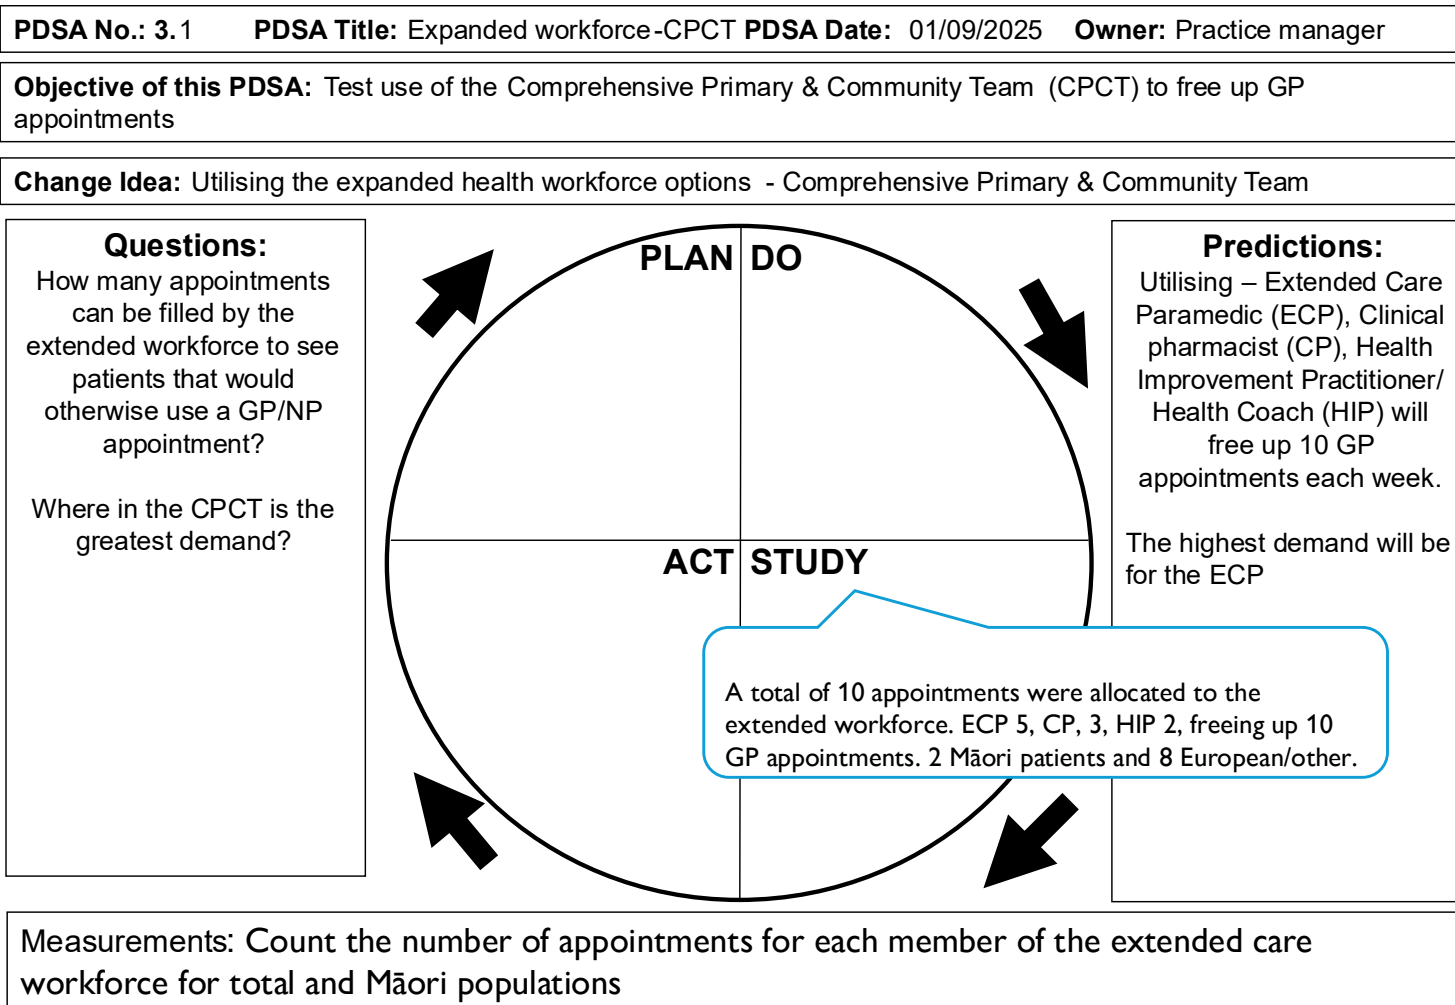 PDSA No.: 3.1 PDSA Title: Expanded workforce-CPCT PDSA Date: 01/09/2025 Owner: Practice manager
Objective of this PDSA: Test use of the Comprehensive Primary & Community Team (CPCT) to free up GP
appointments
Change Idea: Utilising the expanded health workforce options - Comprehensive Primary & Community Team
Questions:
How many appointments
can be filled by the
extended workforce to see
patients that would
otherwise use a GP/NP
appointment?
Where in the CPCT is the
greatest demand?
PLAN DO
ACT STUDY
A total of 10 appointments were allocated to the
extended workforce. ECP 5, CP, 3, HIP 2, freeing up 10
GP appointments. 2 Māori patients and 8 European/other.
Predictions:
Utilising – Extended Care
Paramedic (ECP), Clinical
pharmacist (CP), Health
Improvement Practitioner/
Health Coach (HIP) will
free up 10 GP
appointments each week.
The highest demand will be
for the ECP
Measurements: Count the number of appointments for each member of the extended care
workforce for total and Māori populations